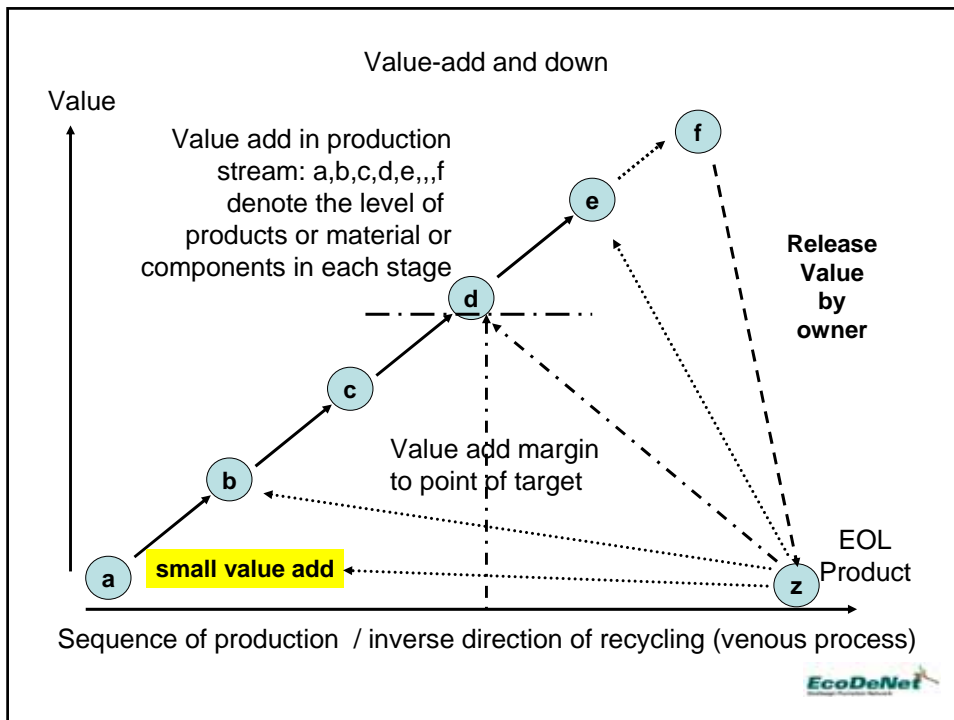 Value-add and down
Value
Value add in production
stream: a,b,c,d,e,,,f
denote the level of
products or material or
components in each stage
f
e
Release
Value
by
owner
d
c
Value add margin
to point of target
b
EOL
Product
a
small value add
z
Sequence of production / inverse direction of recycling (venous process)
EcoDeNet